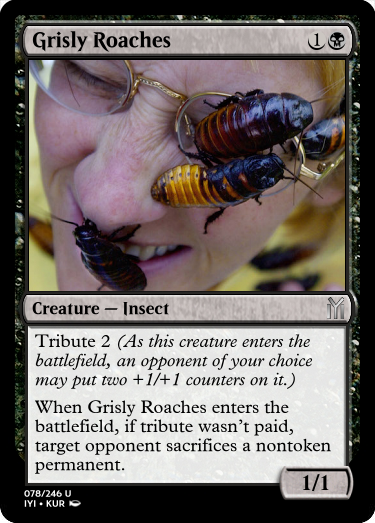 Grisly Roaches 1
Creature — Insect
Tribute 2 (As this creature enters the
battlefield, an opponent of your choice
may put two +1/+1 counters on it.)
When Grisly Roaches enters the
battlefield, if tribute wasn't paid,
target opponent sacrifices a nontoken
permanent.
1/1
078/246 U
IYI • KUR